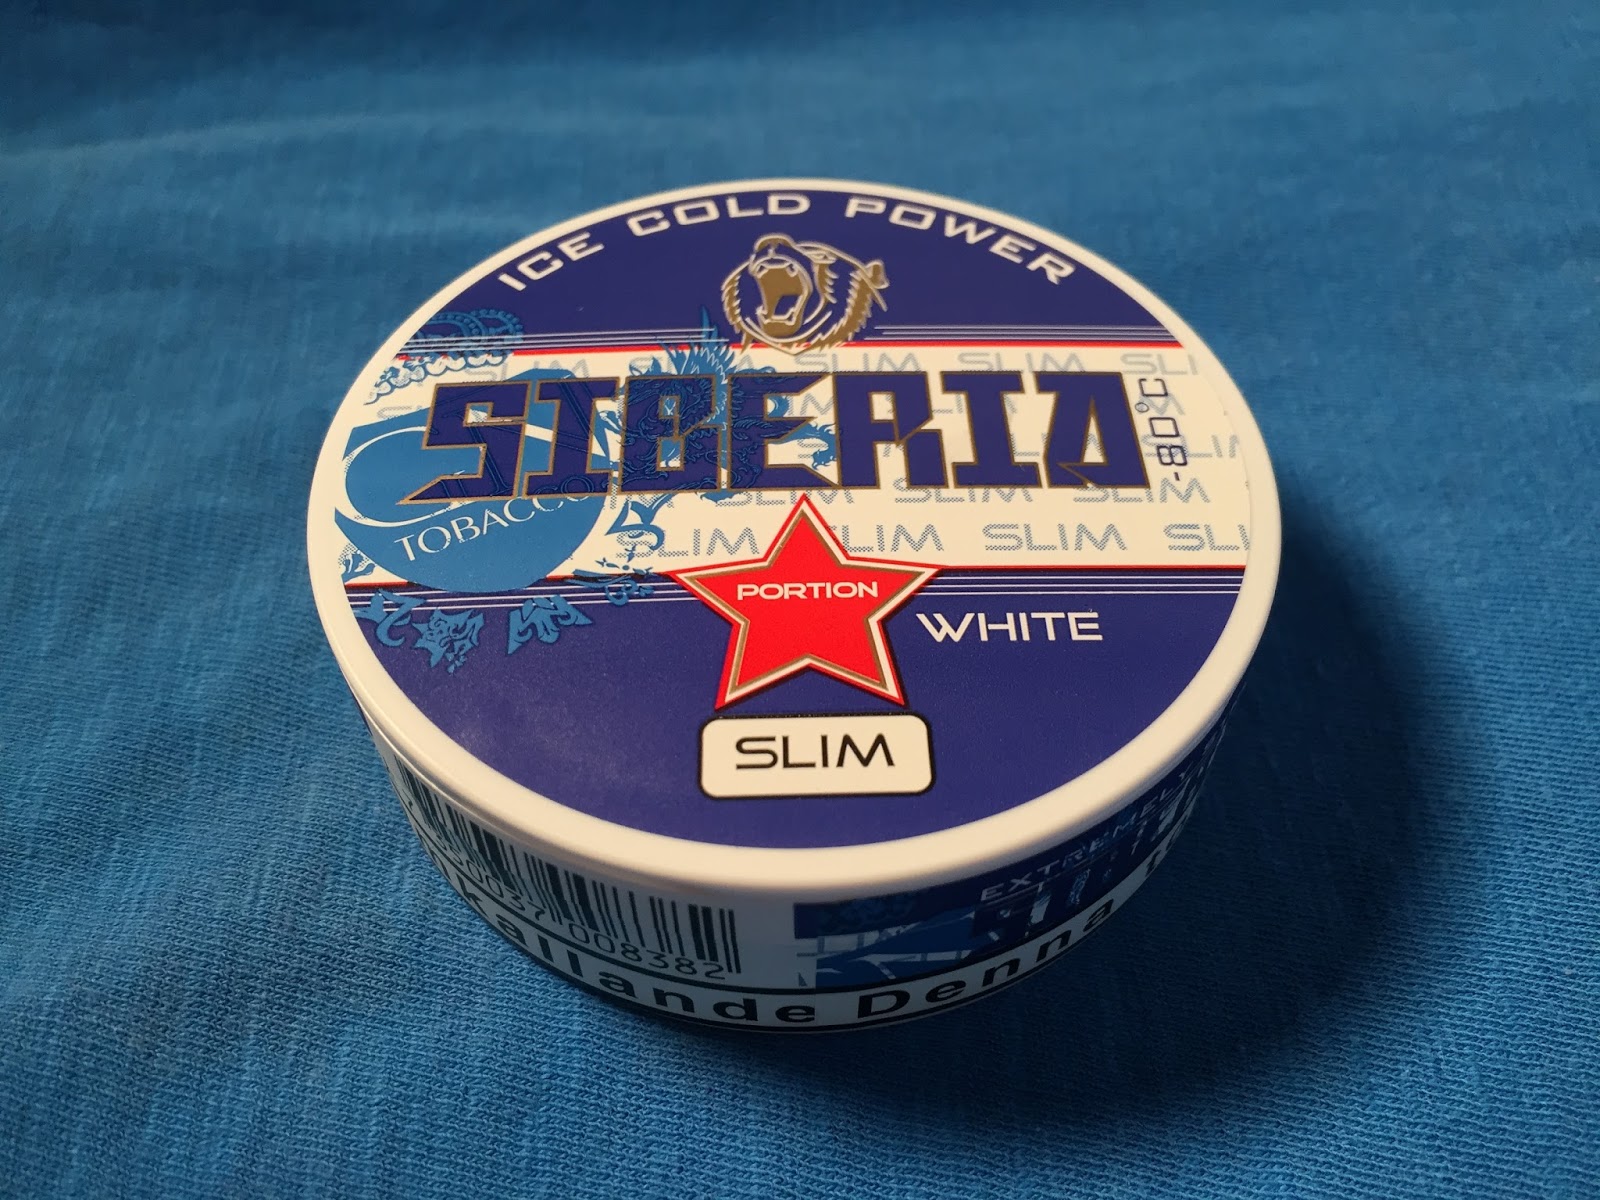 ICE COLD POWER
SLIM SLIM SLIM
SIBERIA
-80°C
TOBACCO
SLIM SLIM
SLIM SLIM SLIM
PORTION
WHITE
SLIM
EXTREMELY
008382
Denna